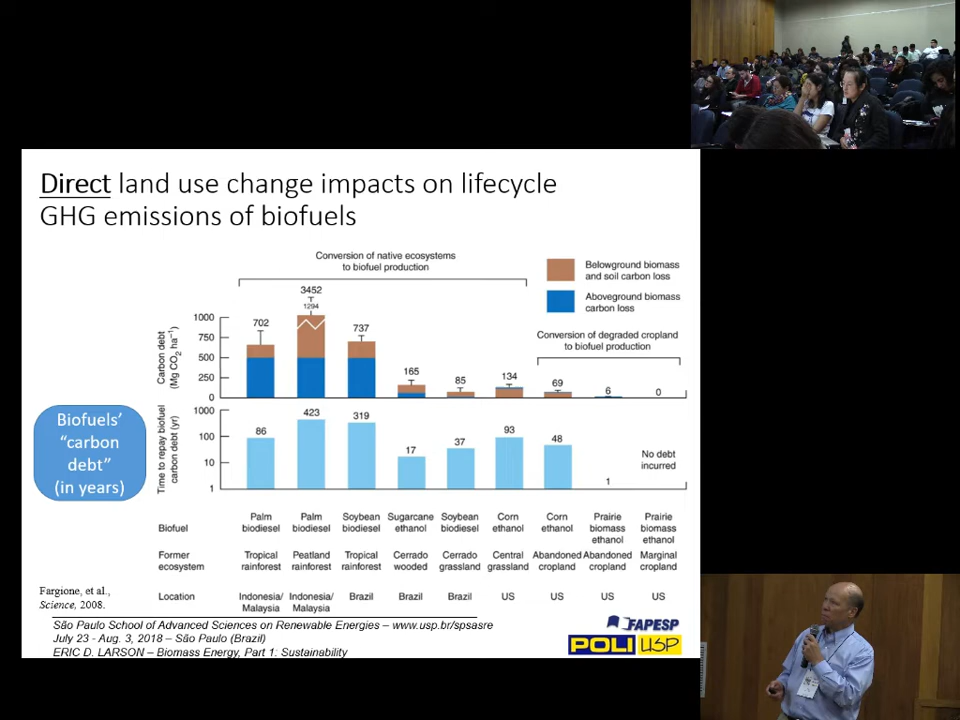 Direct land use change impacts on lifecycle
GHG emissions of biofuels
Conversion of native ecosystems
to biofuel production
Belowground biomass
and soil carbon loss
Aboveground biomass
carbon loss
Conversion of degraded cropland
to biofuel production
Carbon debt
(Mg CO2 ha⁻¹)
1000
750
500
250
0
702
3452
1294
737
165
85
134
69
6
0
Biofuels’
“carbon
debt”
(in years)
Time to repay biofuel
carbon debt (yr)
1000
100
10
1
86
423
319
17
37
93
48
1
No debt
incurred
Biofuel
Palm
biodiesel
Palm
biodiesel
Soybean
biodiesel
Sugarcane
ethanol
Soybean
biodiesel
Corn
ethanol
Corn
ethanol
Prairie
biomass
ethanol
Prairie
biomass
ethanol
Former
ecosystem
Tropical
rainforest
Peatland
rainforest
Tropical
rainforest
Cerrado
wooded
Cerrado
grassland
Central
grassland
Abandoned
cropland
Abandoned
cropland
Marginal
cropland
Location
Indonesia/
Malaysia
Indonesia/
Malaysia
Brazil
Brazil
Brazil
US
US
US
US
Fargione, et al.,
Science, 2008.
São Paulo School of Advanced Sciences on Renewable Energies – www.usp.br/spsasre
July 23 - Aug. 3, 2018 – São Paulo (Brazil)
ERIC D. LARSON – Biomass Energy, Part 1: Sustainability
FAPESP
POLI USP